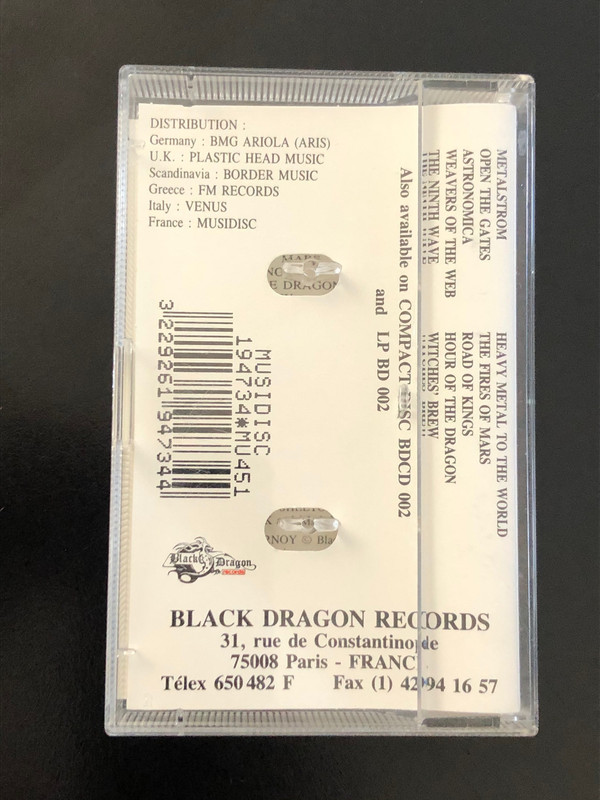 DISTRIBUTION :
Germany : BMG ARIOLA (ARIS)
U.K. : PLASTIC HEAD MUSIC
Scandinavia : BORDER MUSIC
Greece : FM RECORDS
Italy : VENUS
France : MUSIDISC
METALSTROM
OPEN THE GATES
ASTRONOMICA
WEAVERS OF THE WEB
THE NINTH WAVE
HEAVY METAL TO THE WORLD
THE FIRES OF MARS
ROAD OF KINGS
HOUR OF THE DRAGON
WITCHES' BREW
Also available on COMPACT DISC BDCD 002
and LP BD 002
MARS
E DRAGON
MUSIDISC
194734*MU451
3 229261 947344
Black Dragon
BLACK DRAGON RECORDS
31, rue de Constantinople
75008 Paris - FRANC
Télex 650 482 F Fax (1) 42 94 16 57